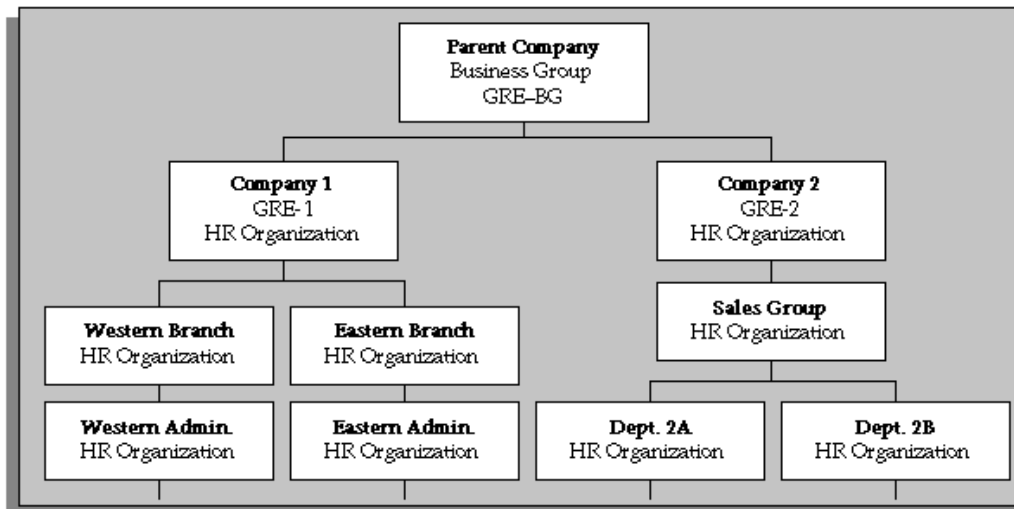 Parent Company
Business Group
GRE–BG
Company 1
GRE- 1
HR Organization
Company 2
GRE-2
HR Organization
Western Branch
HR Organization
Eastern Branch
HR Organization
Sales Group
HR Organization
Western Admin.
HR Organization
Eastern Admin.
HR Organization
Dept. 2A
HR Organization
Dept. 2B
HR Organization